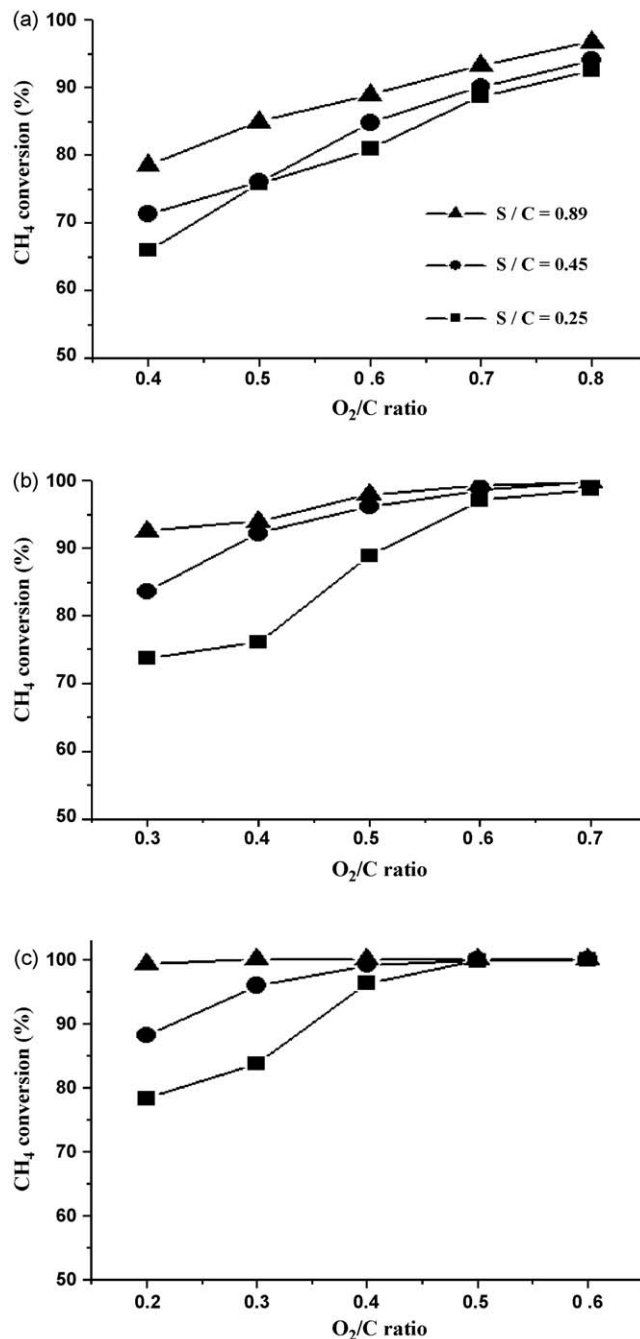 (a)
100
90
80
70
60
50
CH₄ conversion (%)
S / C = 0.89
S / C = 0.45
S / C = 0.25
0.4 0.5 0 .6 0.7 0.8
O₂/C ratio
(b)
100
90
80
70
60
50
CH₄ conversion (%)
0.3 0.4 0.5 0 .6 0.7
O₂/C ratio
(c)
100
90
80
70
60
50
CH₄ conversion (%)
0.2 0.3 0.4 0.5 0.6
O₂/C ratio